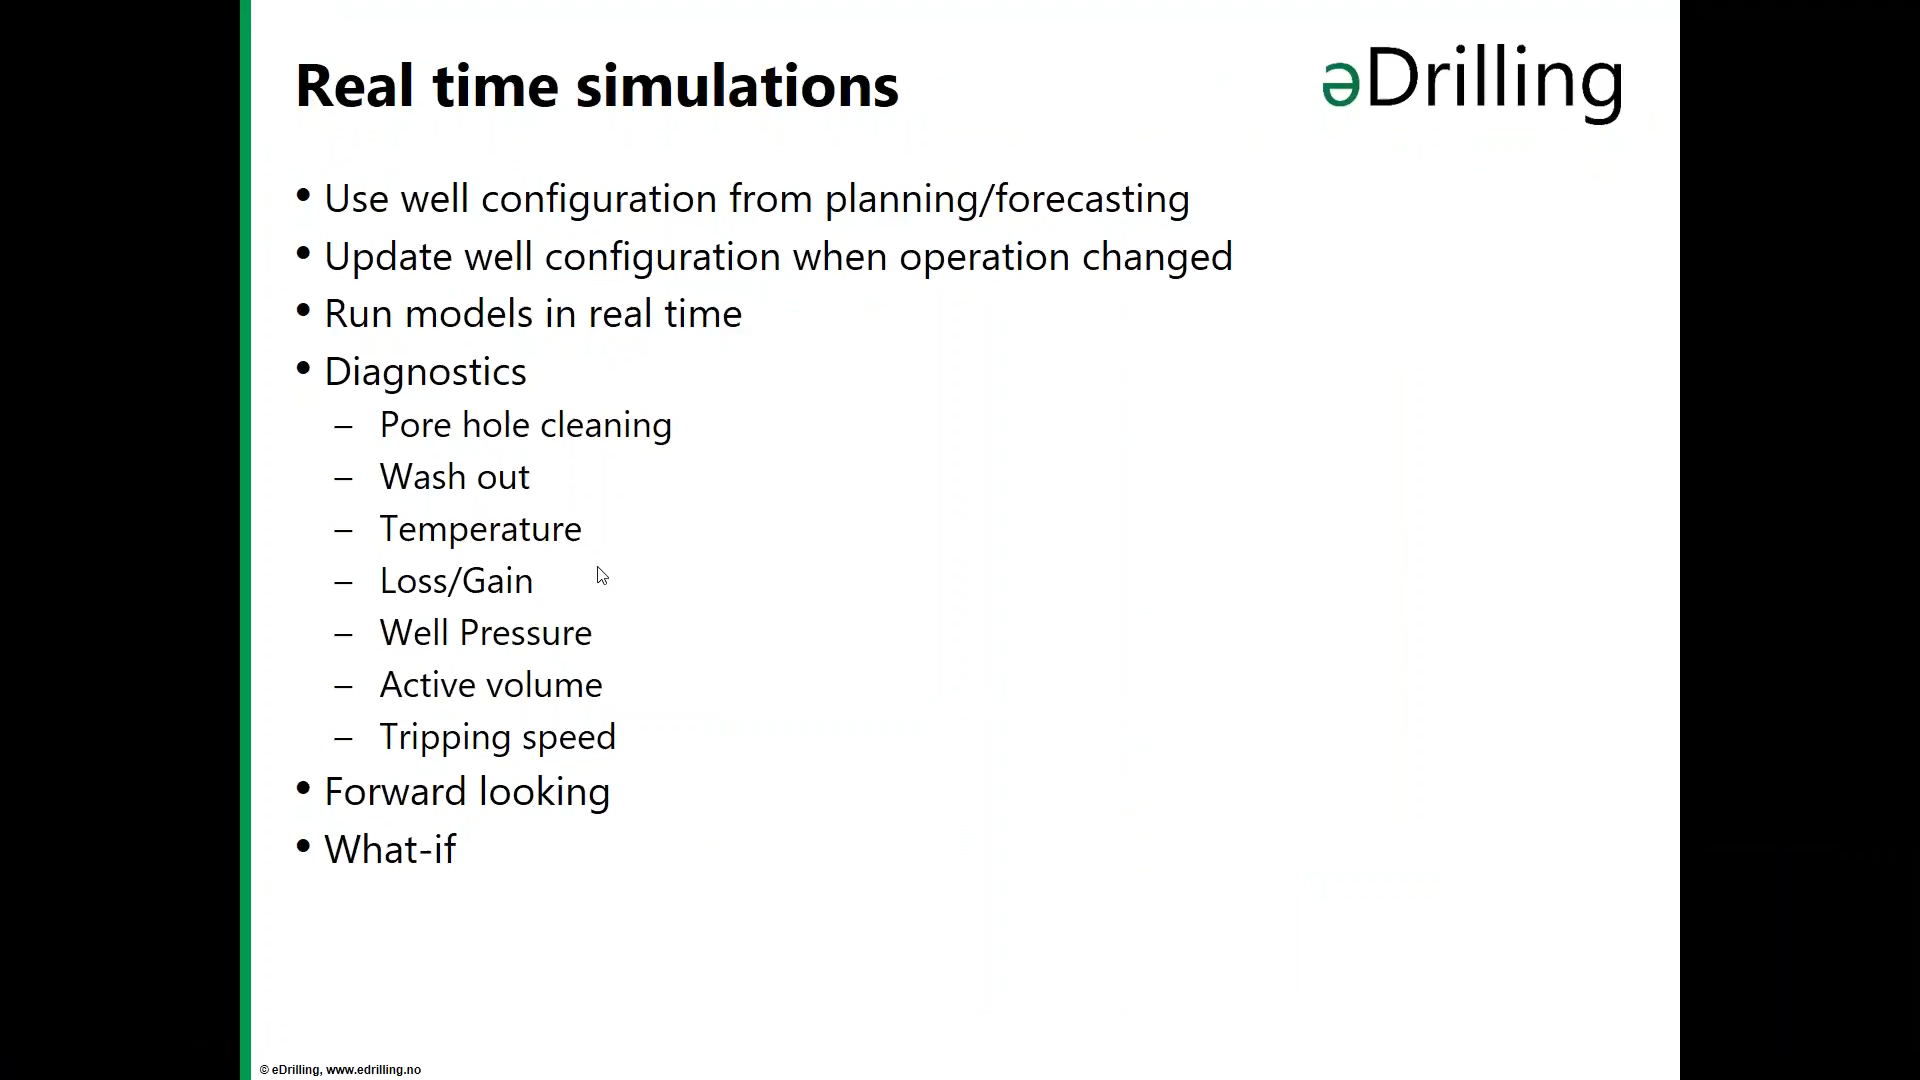 Real time simulations
əDrilling
• Use well configuration from planning/forecasting
• Update well configuration when operation changed
• Run models in real time
• Diagnostics
– Pore hole cleaning
– Wash out
– Temperature
– Loss/Gain
– Well Pressure
– Active volume
– Tripping speed
• Forward looking
• What-if
© eDrilling, www.edrilling.no